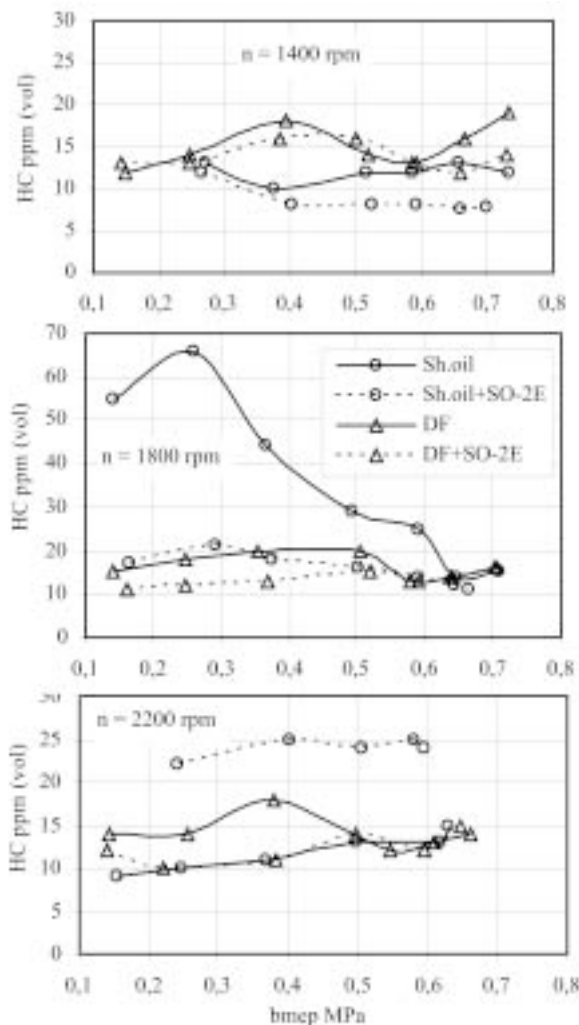 30
25
20
15
10
5
0
HC ppm (vol)
n = 1400 rpm
0,1 0,2 0,3 0,4 0,5 0,6 0,7 0,8
70
60
50
40
30
20
10
0
HC ppm (vol)
n = 1800 rpm
Sh.oil
Sh.oil+SO-2E
DF
DF+SO-2E
0,1 0,2 0,3 0,4 0,5 0,6 0,7 0,8
30
25
20
15
10
5
0
HC ppm (vol)
n = 2200 rpm
0,1 0,2 0,3 0,4 0,5 0,6 0,7 0,8
bmep MPa